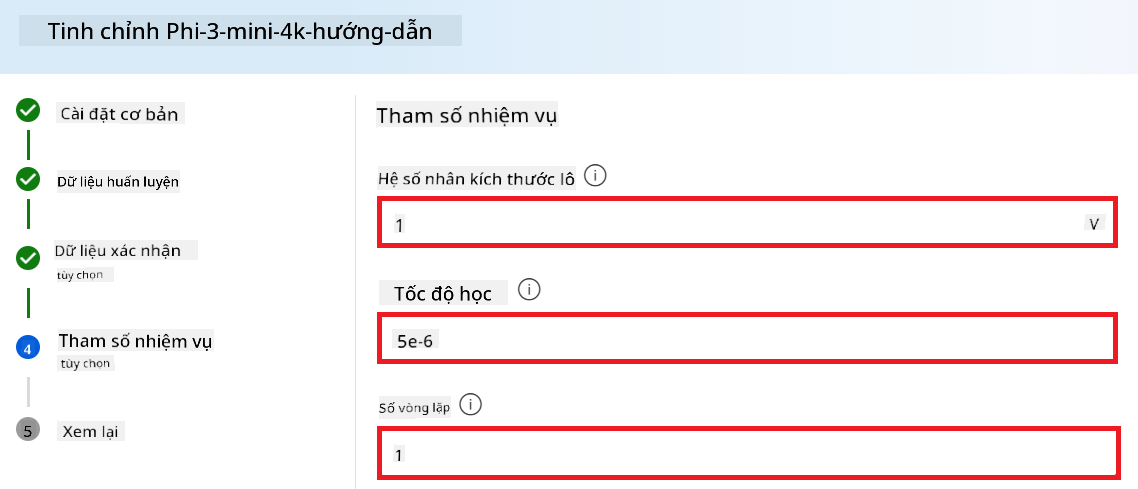 Tinh chỉnh Phi-3-mini-4k-hướng-dẫn
Cài đặt cơ bản
Dữ liệu huấn luyện
Dữ liệu xác nhận
tùy chọn
4
Tham số nhiệm vụ
tùy chọn
5
Xem lại
Tham số nhiệm vụ
Hệ số nhân kích thước lô
1
V
Tốc độ học
5e-6
Số vòng lặp
1